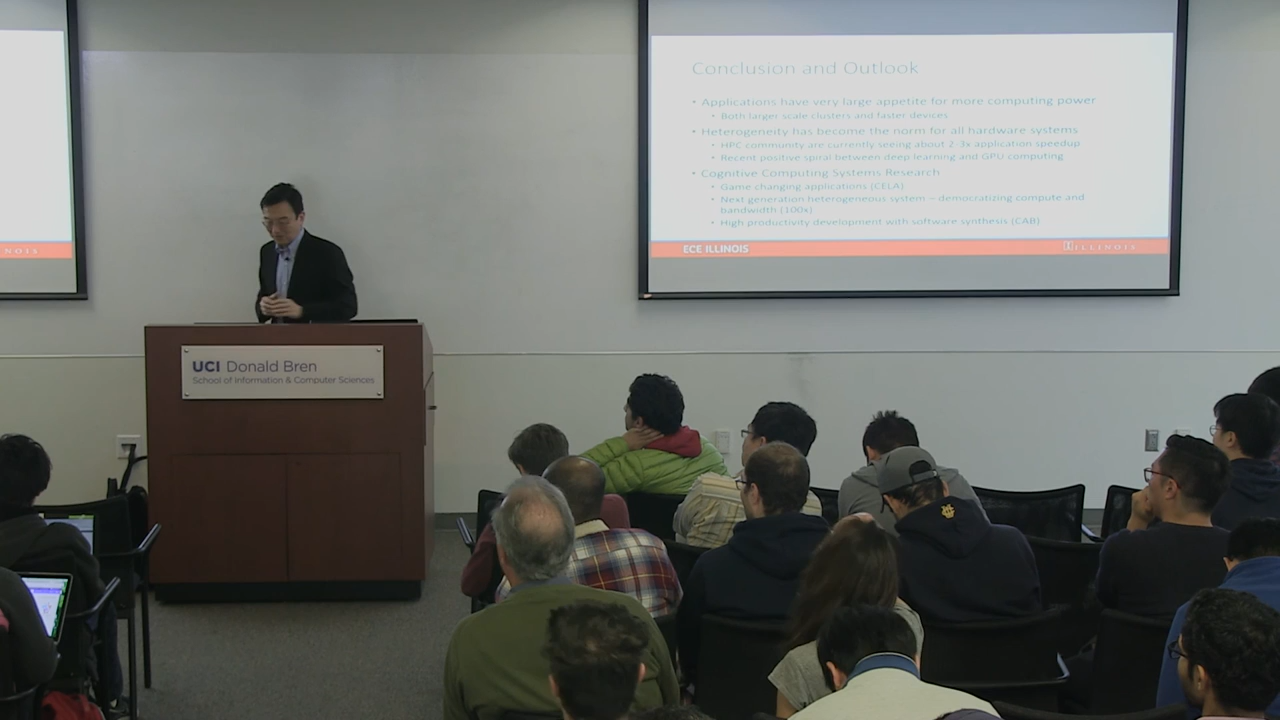 Conclusion and Outlook
• Applications have very large appetite for more computing power
• Both larger scale clusters and faster devices
• Heterogeneity has become the norm for all hardware systems
• HPC community are currently seeing about 2-3x application speedup
• Recent positive spiral between deep learning and GPU computing
• Cognitive Computing Systems Research
• Game changing applications (CELA)
• Next generation heterogeneous system – democratizing compute and
bandwidth (100x)
• High productivity development with software synthesis (CAB)
ECE ILLINOIS
ILLINOIS
UCI Donald Bren
School of Information & Computer Sciences